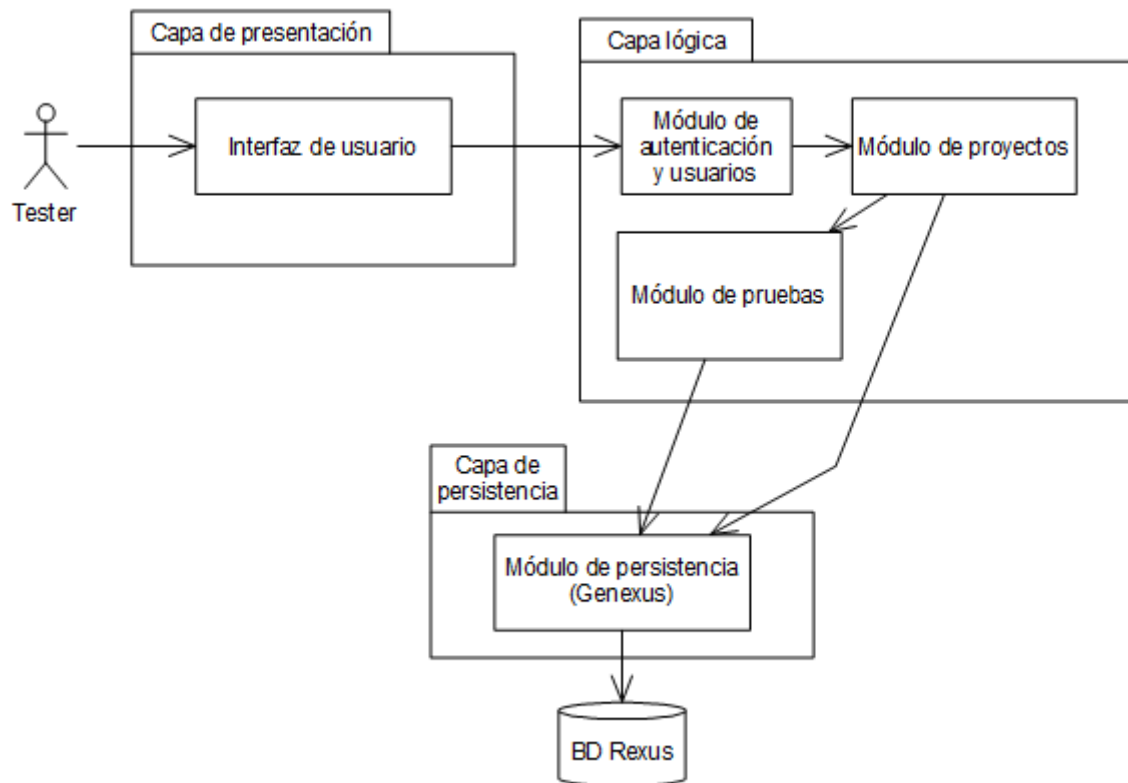 Capa de presentación
Capa lógica
Interfaz de usuario
Módulo de
autenticación
y usuarios
Módulo de proyectos
Tester
Módulo de pruebas
Capa de
persistencia
Módulo de persistencia
(Genexus)
BD Rexus